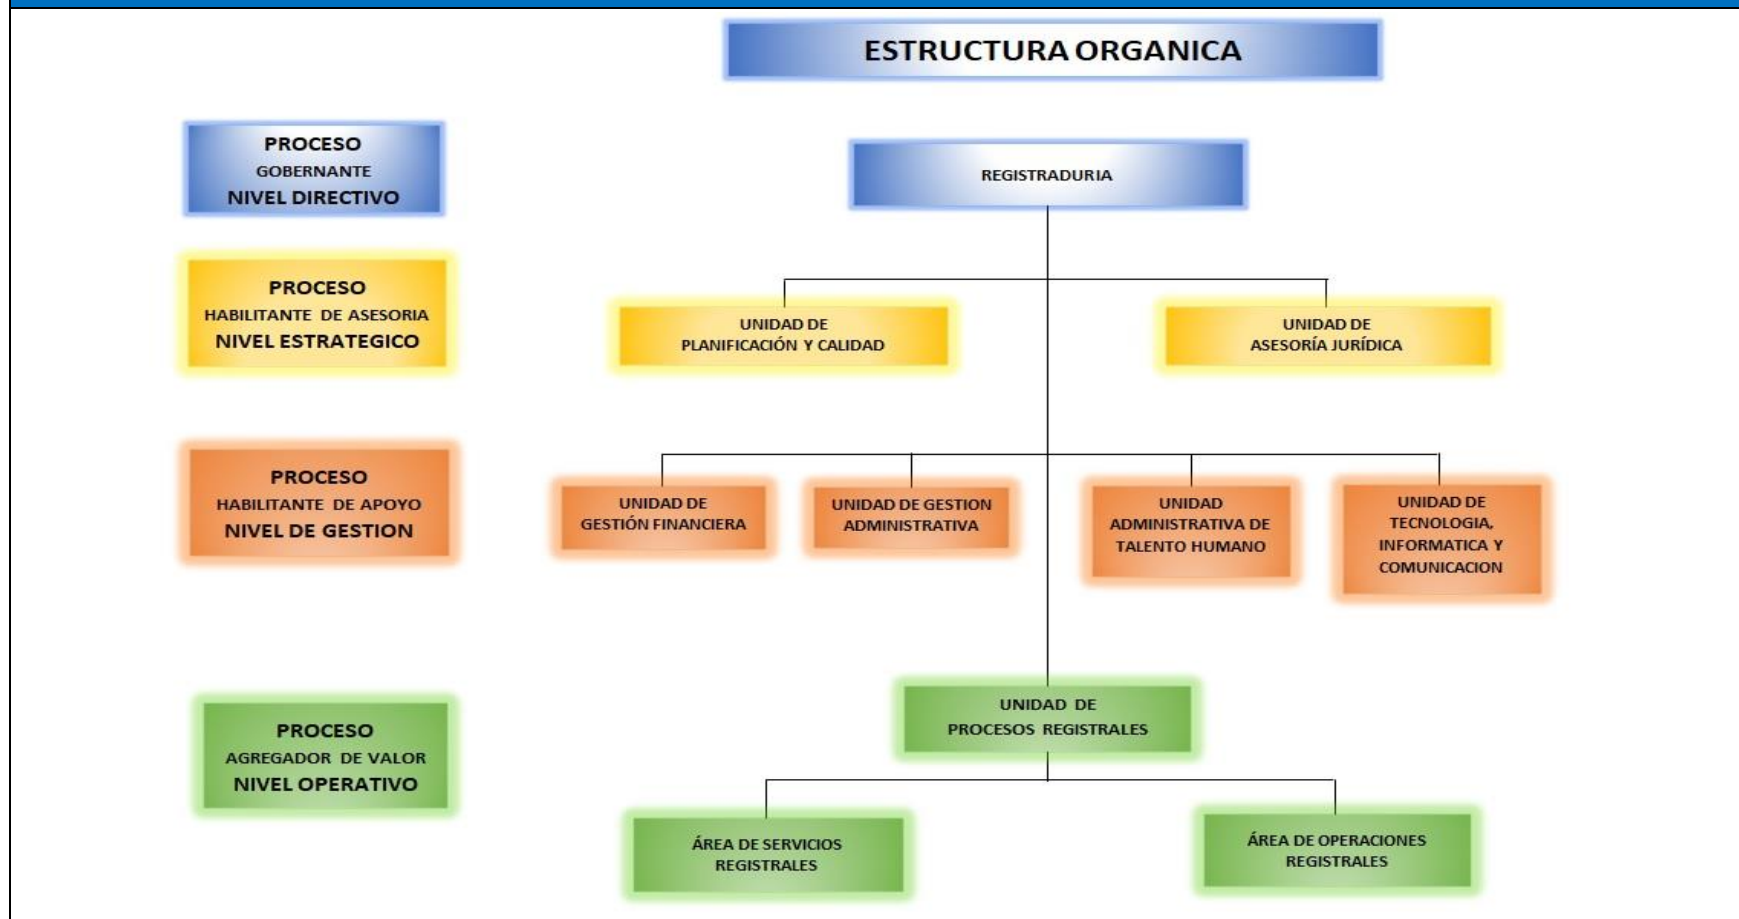 ESTRUCTURA ORGANICA
PROCESO
GOBERNANTE
NIVEL DIRECTIVO
REGISTRADURIA
PROCESO
HABILITANTE DE ASESORIA
NIVEL ESTRATEGICO
UNIDAD DE
PLANIFICACIÓN Y CALIDAD
UNIDAD DE
ASESORÍA JURÍDICA
PROCESO
HABILITANTE DE APOYO
NIVEL DE GESTION
UNIDAD DE
GESTIÓN FINANCIERA
UNIDAD DE GESTION
ADMINISTRATIVA
UNIDAD
ADMINISTRATIVA DE
TALENTO HUMANO
UNIDAD DE
TECNOLOGIA,
INFORMATICA Y
COMUNICACION
PROCESO
AGREGADOR DE VALOR
NIVEL OPERATIVO
UNIDAD DE
PROCESOS REGISTRALES
ÁREA DE SERVICIOS
REGISTRALES
ÁREA DE OPERACIONES
REGISTRALES